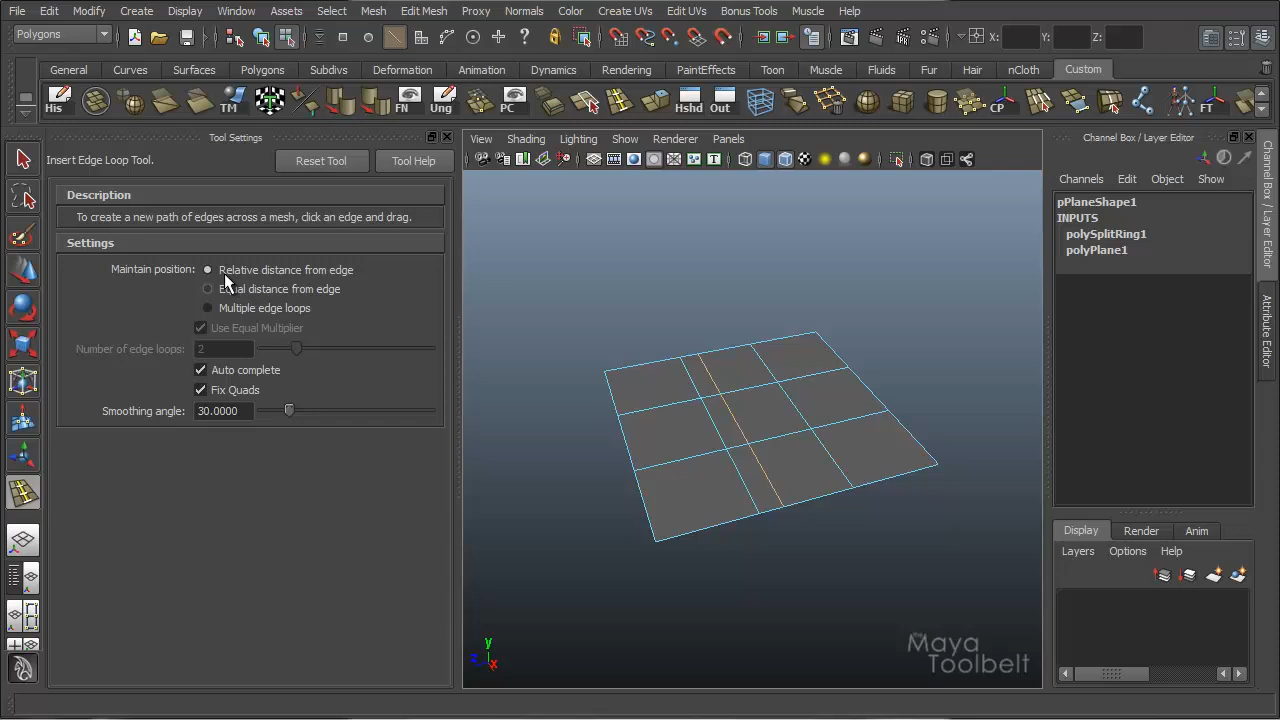 File Edit Modify Create Display Window Assets Select Mesh Edit Mesh Proxy Normals Color Create UVs Edit UVs Bonus Tools Muscle Help
Polygons X: Y: Z:
General Curves Surfaces Polygons Subdivs Deformation Animation Dynamics Rendering PaintEffects Toon Muscle Fluids Fur Hair nCloth Custom
His TM FN Ung PC Hshd Out CP FT
Tool Settings
Insert Edge Loop Tool. Reset Tool Tool Help
Description
To create a new path of edges across a mesh, click an edge and drag.
Settings
Maintain position: Relative distance from edge
Equal distance from edge
Multiple edge loops
Use Equal Multiplier
Number of edge loops: 2
Auto complete
Fix Quads
Smoothing angle: 30.0000
View Shading Lighting Show Renderer Panels
T
y
z x
the Maya
Toolbelt
Channel Box / Layer Editor
Channels Edit Object Show
pPlaneShape1
INPUTS
polySplitRing1
polyPlane1
Display Render Anim
Layers Options Help
Channel Box / Layer Editor
Attribute Editor